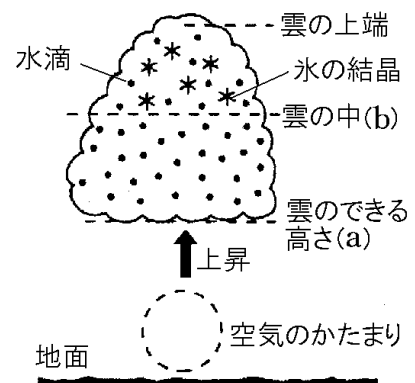 雲の上端
水滴
氷の結晶
雲の中(b)
雲のできる
高さ(a)
上昇
空気のかたまり
地面